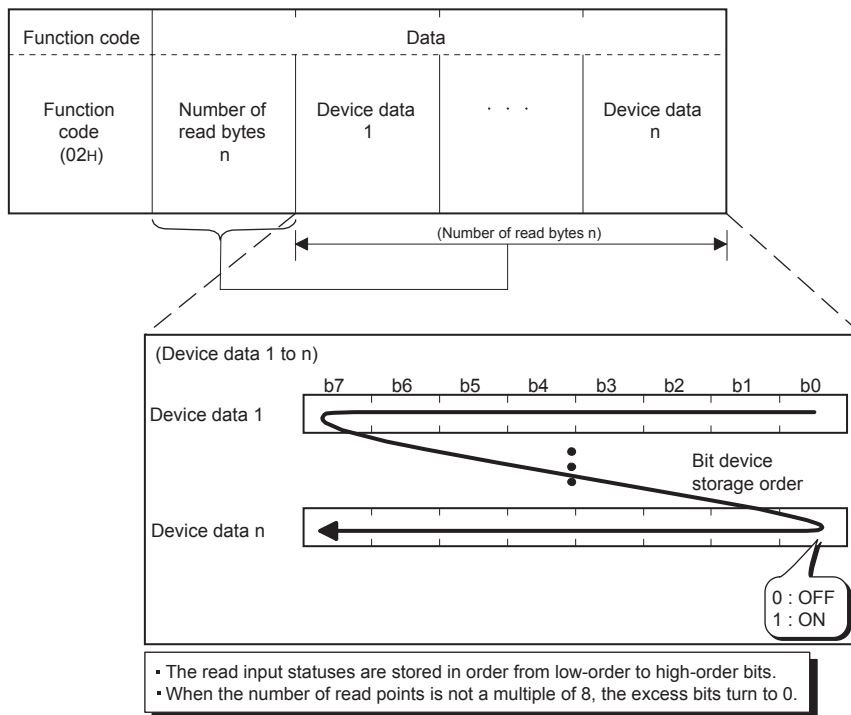 Function code Data
Function code (02H)
Number of read bytes n
Device data 1
· · ·
Device data n
(Number of read bytes n)
(Device data 1 to n)
b7 b6 b5 b4 b3 b2 b1 b0
Device data 1
Bit device
storage order
Device data n
0 : OFF
1 : ON
▪ The read input statuses are stored in order from low-order to high-order bits.
▪ When the number of read points is not a multiple of 8, the excess bits turn to 0.